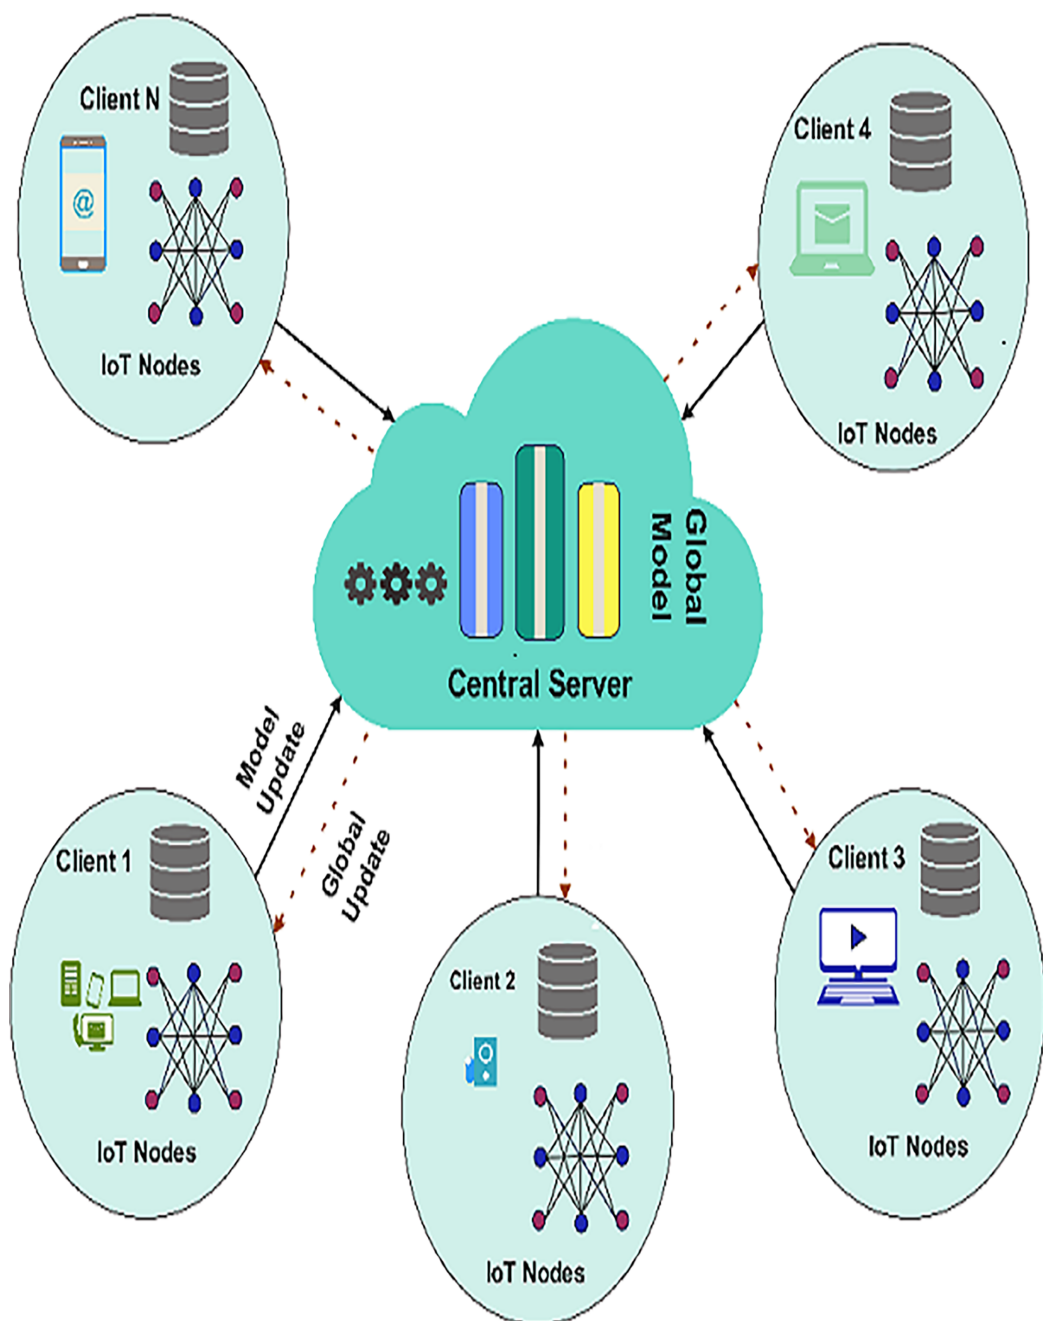 Client N
@
IoT Nodes
Client 4
IoT Nodes
Global
Model
Central Server
Model
Update
Global
Update
Client 1
IoT Nodes
Client 2
IoT Nodes
Client 3
IoT Nodes